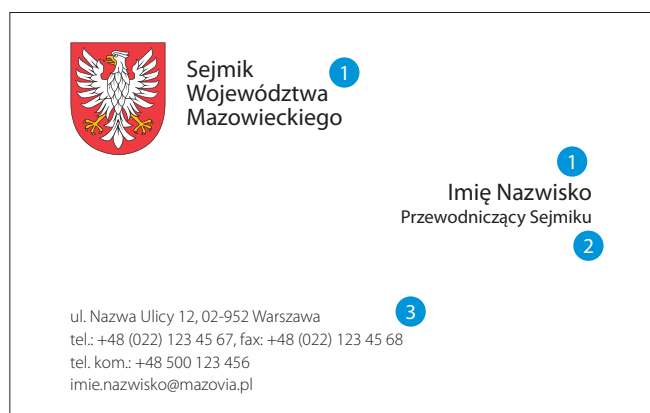 Sejmik 1
Województwa
Mazowieckiego
1
Imię Nazwisko
Przewodniczący Sejmiku
2
ul. Nazwa Ulicy 12, 02-952 Warszawa 3
tel.: +48 (022) 123 45 67, fax: +48 (022) 123 45 68
tel. kom.: +48 500 123 456
imie.nazwisko@mazovia.pl